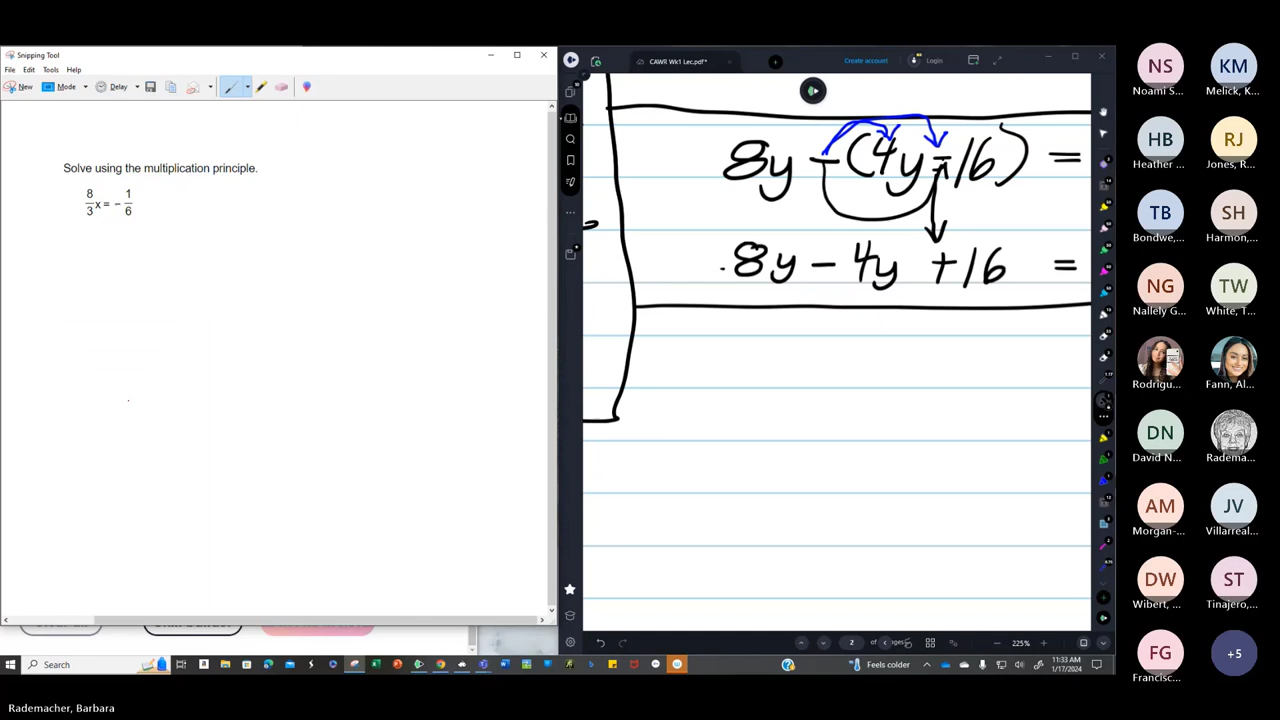 Snipping Tool
File Edit Tools Help
New Mode Delay
Solve using the multiplication principle.
8/3 x = - 1/6
CAWR Wk1 Lec.pdf*
Create account
Login
8y - (4y - 16) =
=
.8y - 4y + 16 =
2 of
225%
Search
Feels colder
11:33 AM
1/17/2024
NS
Noami S...
KM
Melick, K...
HB
Heather ...
RJ
Jones, R...
TB
Bondwe,...
SH
Harmon,...
NG
Nallely G...
TW
White, T...
Rodrigu...
Fann, Al...
DN
David N...
Radema...
AM
Morgan-...
JV
Villarreal...
DW
Wibert, ...
ST
Tinajero,...
FG
Francisc...
+5
Rademacher, Barbara